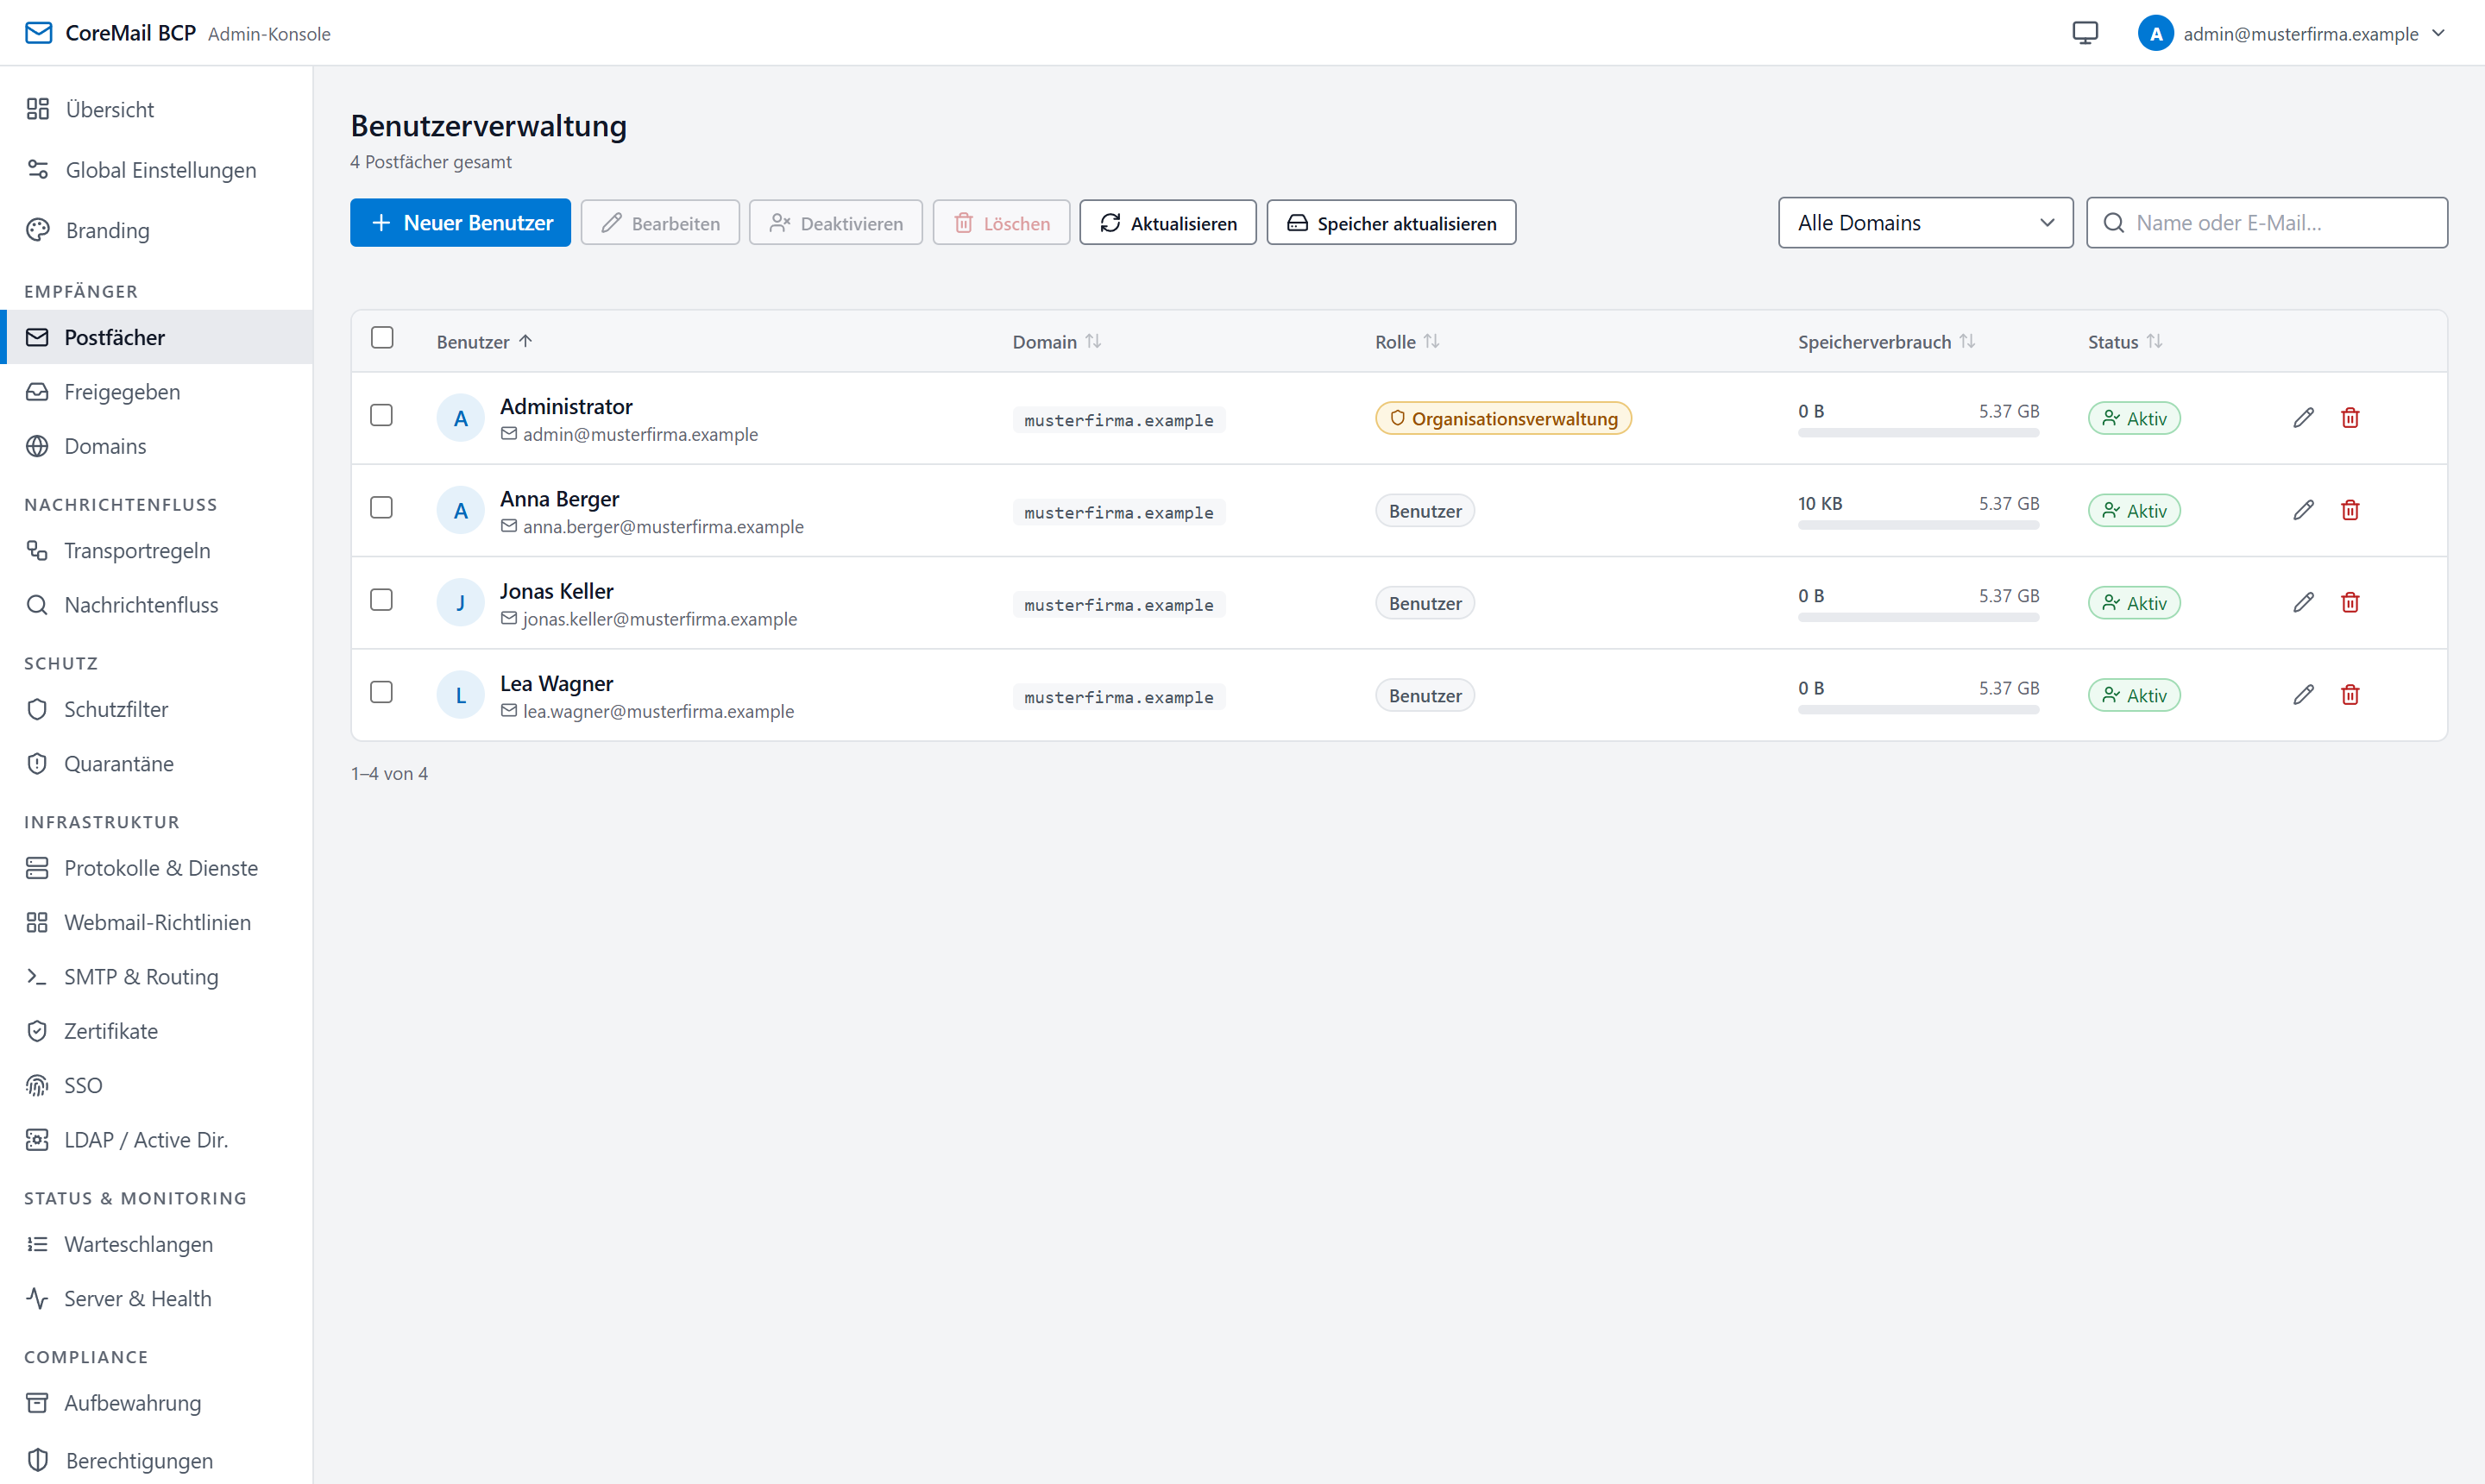 CoreMail BCP Admin-Konsole
A admin@musterfirma.example
Übersicht
Global Einstellungen
Branding
EMPFÄNGER
Postfächer
Freigegeben
Domains
NACHRICHTENFLUSS
Transportregeln
Nachrichtenfluss
SCHUTZ
Schutzfilter
Quarantäne
INFRASTRUKTUR
Protokolle & Dienste
Webmail-Richtlinien
SMTP & Routing
Zertifikate
SSO
LDAP / Active Dir.
STATUS & MONITORING
Warteschlangen
Server & Health
COMPLIANCE
Aufbewahrung
Berechtigungen
Benutzerverwaltung
4 Postfächer gesamt
Neuer Benutzer Bearbeiten Deaktivieren Löschen Aktualisieren Speicher aktualisieren Alle Domains Name oder E-Mail...
Benutzer Domain Rolle Speicherverbrauch Status
A Administrator admin@musterfirma.example musterfirma.example Organisationsverwaltung 0 B 5.37 GB Aktiv
A Anna Berger anna.berger@musterfirma.example musterfirma.example Benutzer 10 KB 5.37 GB Aktiv
J Jonas Keller jonas.keller@musterfirma.example musterfirma.example Benutzer 0 B 5.37 GB Aktiv
L Lea Wagner lea.wagner@musterfirma.example musterfirma.example Benutzer 0 B 5.37 GB Aktiv
1–4 von 4